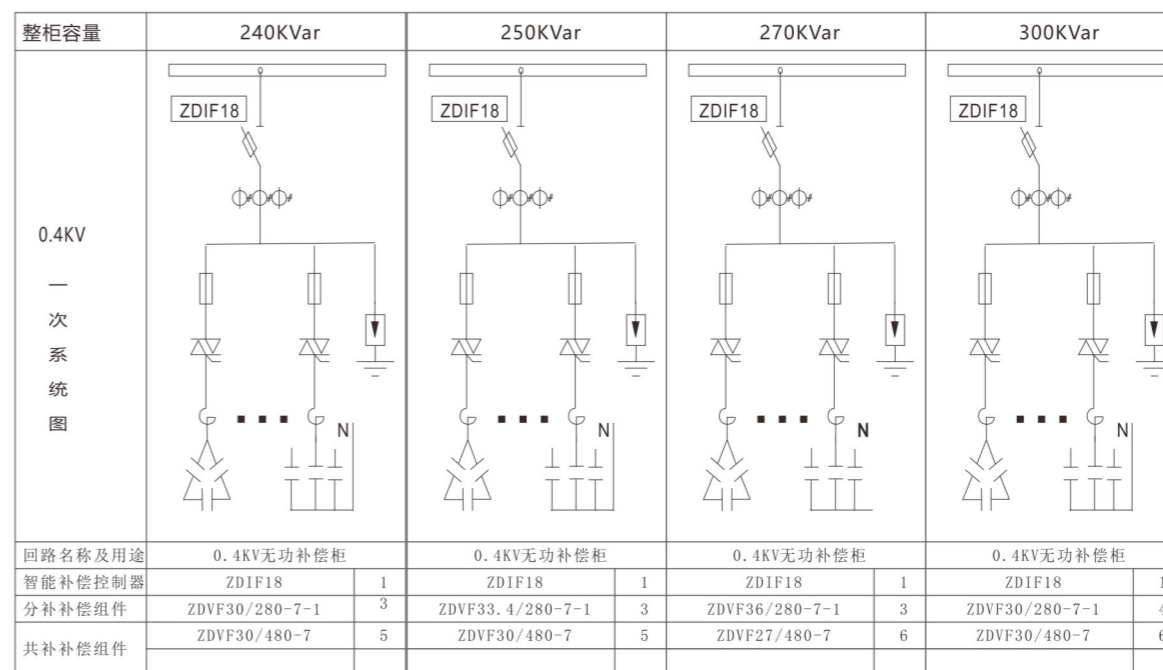 整柜容量 240KVar 250KVar 270KVar 300KVar
ZDIF18 ZDIF18 ZDIF18 ZDIF18
0.4KV
一
次
系
统
图
N N N N
回路名称及用途 0.4KV无功补偿柜 0.4KV无功补偿柜 0.4KV无功补偿柜 0.4KV无功补偿柜
智能补偿控制器 ZDIF18 1 ZDIF18 1 ZDIF18 1 ZDIF18 1
分补补偿组件 ZDVF30/280-7-1 3 ZDVF33.4/280-7-1 3 ZDVF36/280-7-1 3 ZDVF30/280-7-1 4
共补补偿组件 ZDVF30/480-7 5 ZDVF30/480-7 5 ZDVF27/480-7 6 ZDVF30/480-7 6